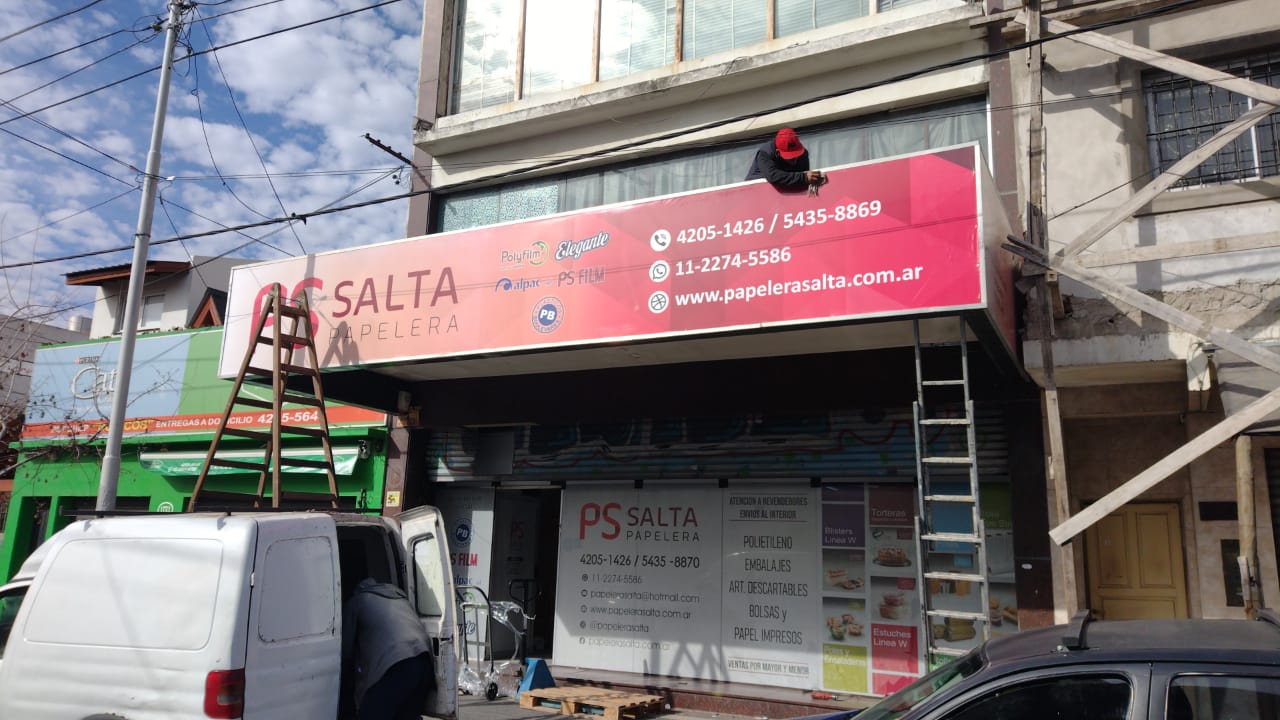 PS SALTA
PAPELERA
Polyfilm
Elegante
alpac
PS FILM
PB
4205-1426 / 5435-8869
11-2274-5586
www.papelerasalta.com.ar
ENTREGAS A DOMICILIO
PB
PS FILM
alpac
PS SALTA
PAPELERA
4205-1426 / 5435 -8870
11-2274-5586
papelerasalta@hotmail.com
www.papelerasalta.com.ar
@papelerasalta
papelerasalta
ATENCION A REVENDEDORES
ENVIOS AL INTERIOR
POLIETILENO
EMBALAJES
ART. DESCARTABLES
BOLSAS y
PAPEL IMPRESOS
VENTAS POR MAYOR Y MENOR
Blisters
Linea W
Torteras
Estuches
Linea W